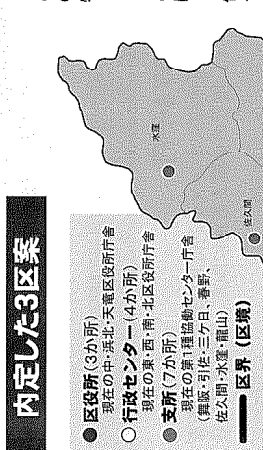 内定した3区案
● 区役所(3か所)
現在の中・浜北・天竜区役所庁舎
○ 行政センター(4か所)
現在の東・西・南・北区役所庁舎
● 支所(7か所)
現在の第1種協働センター庁舎
(舞阪・引佐・三ケ日、春野、
佐久間・水窪・龍山)
区界(区境)
水窪
佐久間